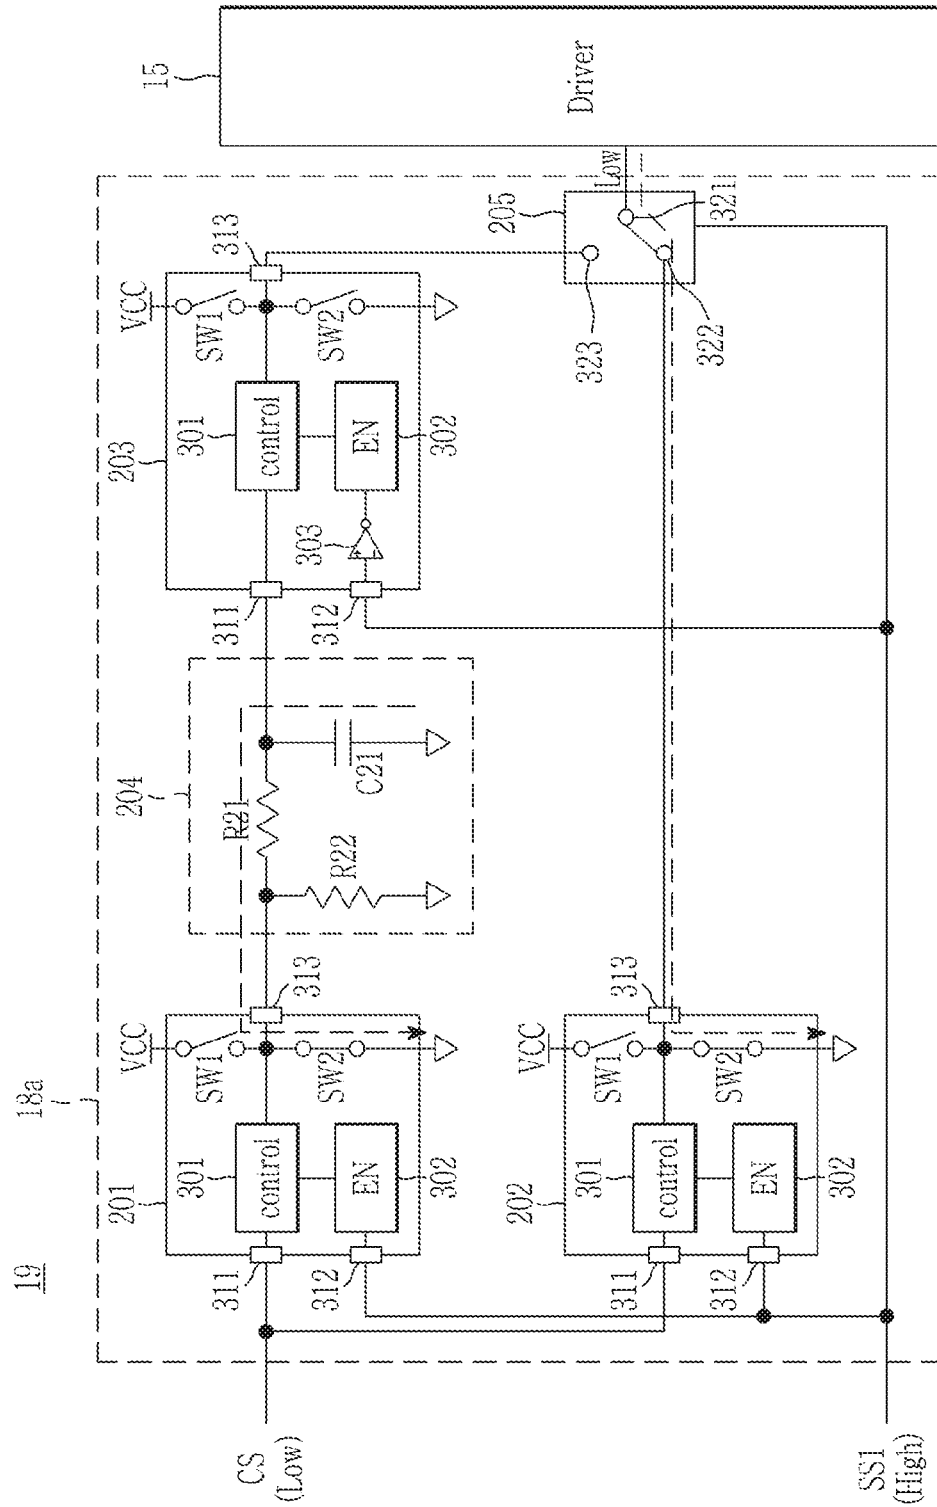 19
18a
CS
(Low)
SS1
(High)
201
311
312
301
control
EN
302
VCC
SW1
SW2
313
202
311
312
301
control
EN
302
VCC
SW1
SW2
313
204
R21
R22
C21
203
311
312
303
301
control
EN
302
VCC
SW1
SW2
313
205
323
322
321
Low
15
Driver